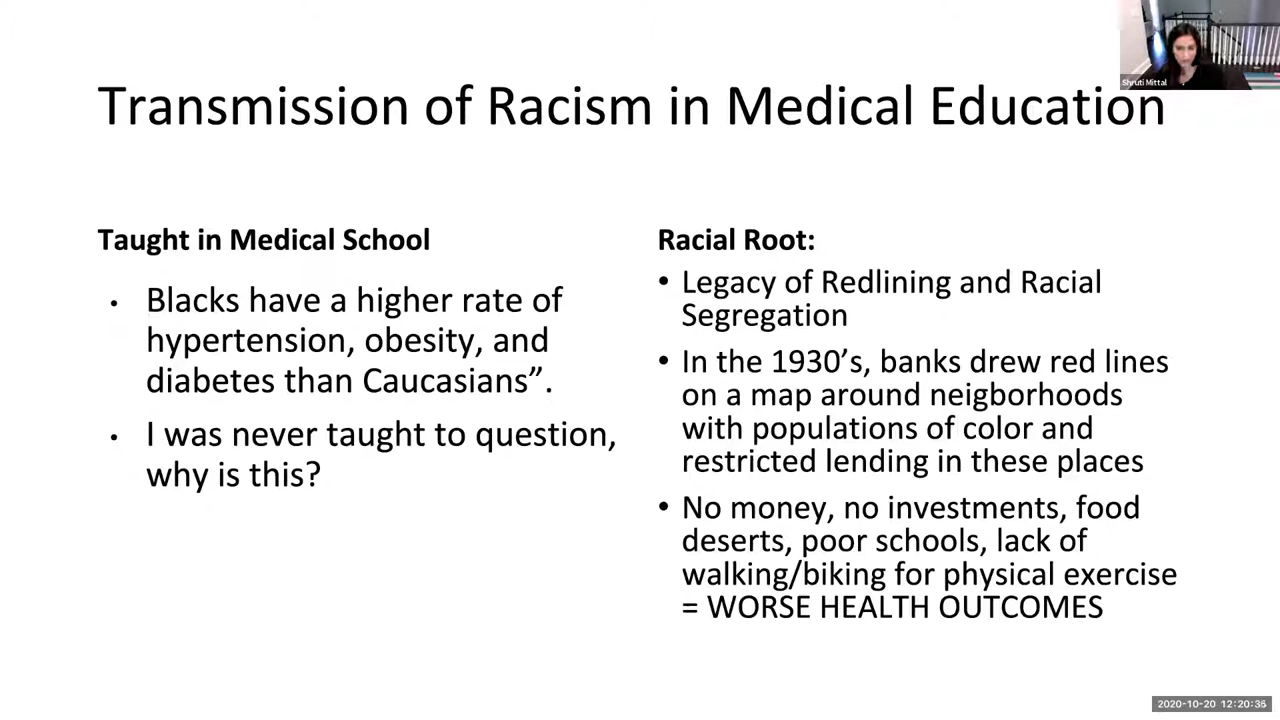 Shruti Mittal
Transmission of Racism in Medical Education
Taught in Medical School
• Blacks have a higher rate of
hypertension, obesity, and
diabetes than Caucasians”.
• I was never taught to question,
why is this?
Racial Root:
• Legacy of Redlining and Racial
Segregation
• In the 1930’s, banks drew red lines
on a map around neigborhoods
with populations of color and
restricted lending in these places
• No money, no investments, food
deserts, poor schools, lack of
walking/biking for physical exercise
= WORSE HEALTH OUTCOMES
2020-10-20 12:20:36